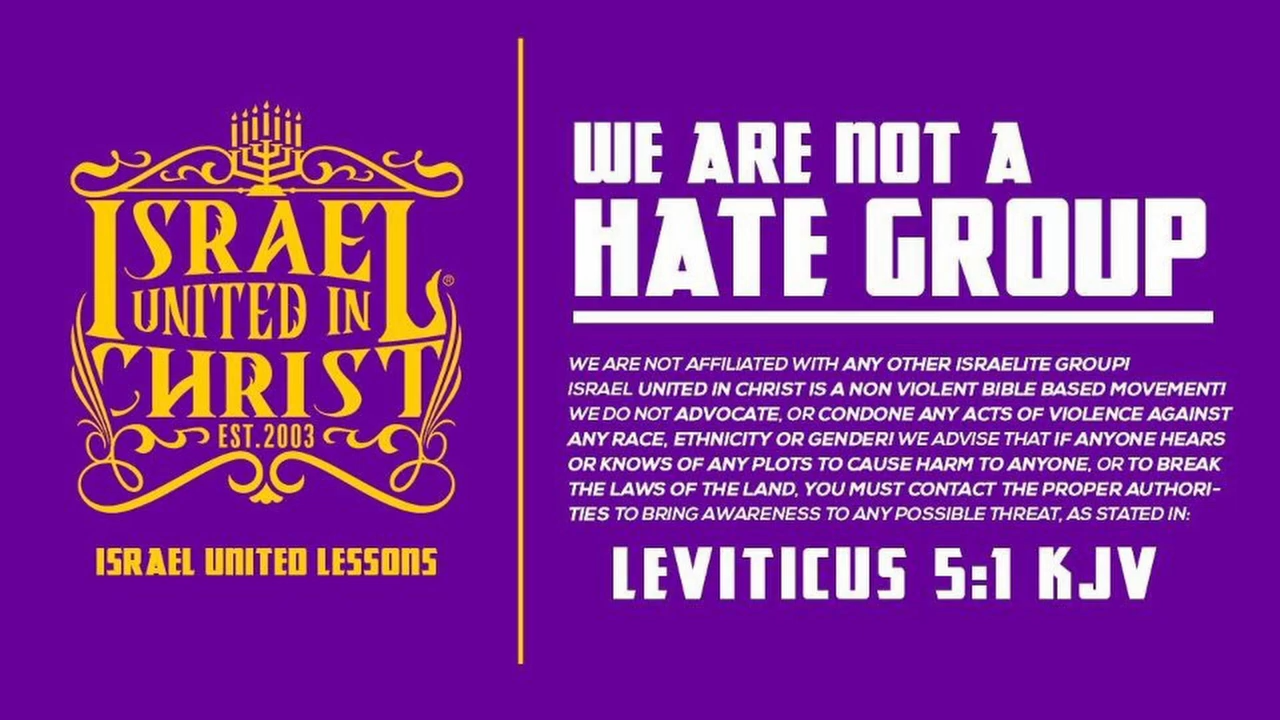 ISRAEL
UNITED IN
CHRIST
EST. 2003
ISRAEL UNITED LESSONS
WE ARE NOT A
HATE GROUP
WE ARE NOT AFFILIATED WITH ANY OTHER ISRAELITE GROUP!
ISRAEL UNITED IN CHRIST IS A NON VIOLENT BIBLE BASED MOVEMENT!
WE DO NOT ADVOCATE, OR CONDONE ANY ACTS OF VIOLENCE AGAINST
ANY RACE, ETHNICITY OR GENDER! WE ADVISE THAT IF ANYONE HEARS
OR KNOWS OF ANY PLOTS TO CAUSE HARM TO ANYONE, OR TO BREAK
THE LAWS OF THE LAND, YOU MUST CONTACT THE PROPER AUTHORI-
TIES TO BRING AWARENESS TO ANY POSSIBLE THREAT, AS STATED IN:
LEVITICUS 5:1 KJV